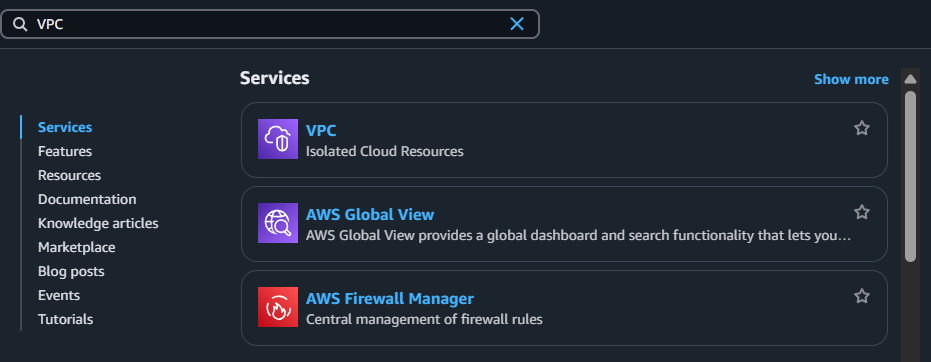 VPC
Services
Show more
Services
Features
Resources
Documentation
Knowledge articles
Marketplace
Blog posts
Events
Tutorials
VPC
Isolated Cloud Resources
AWS Global View
AWS Global View provides a global dashboard and search functionality that lets you…
AWS Firewall Manager
Central management of firewall rules